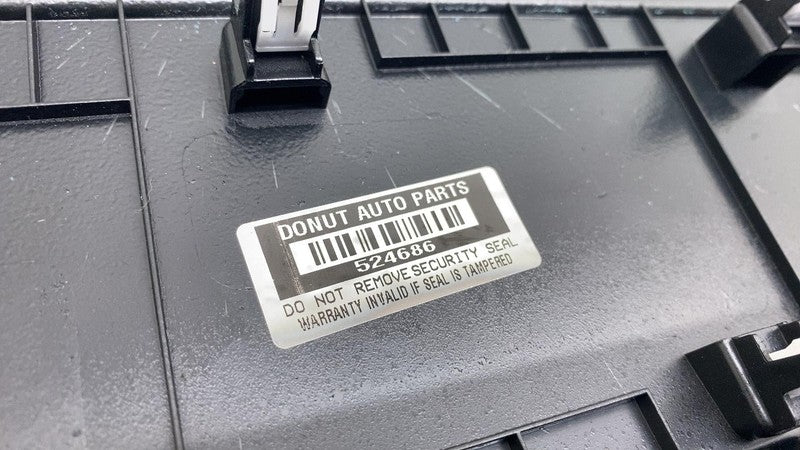 DONUT AUTO PARTS
524686
DO NOT REMOVE SECURITY SEAL
WARRANTY INVALID IF SEAL IS TAMPERED